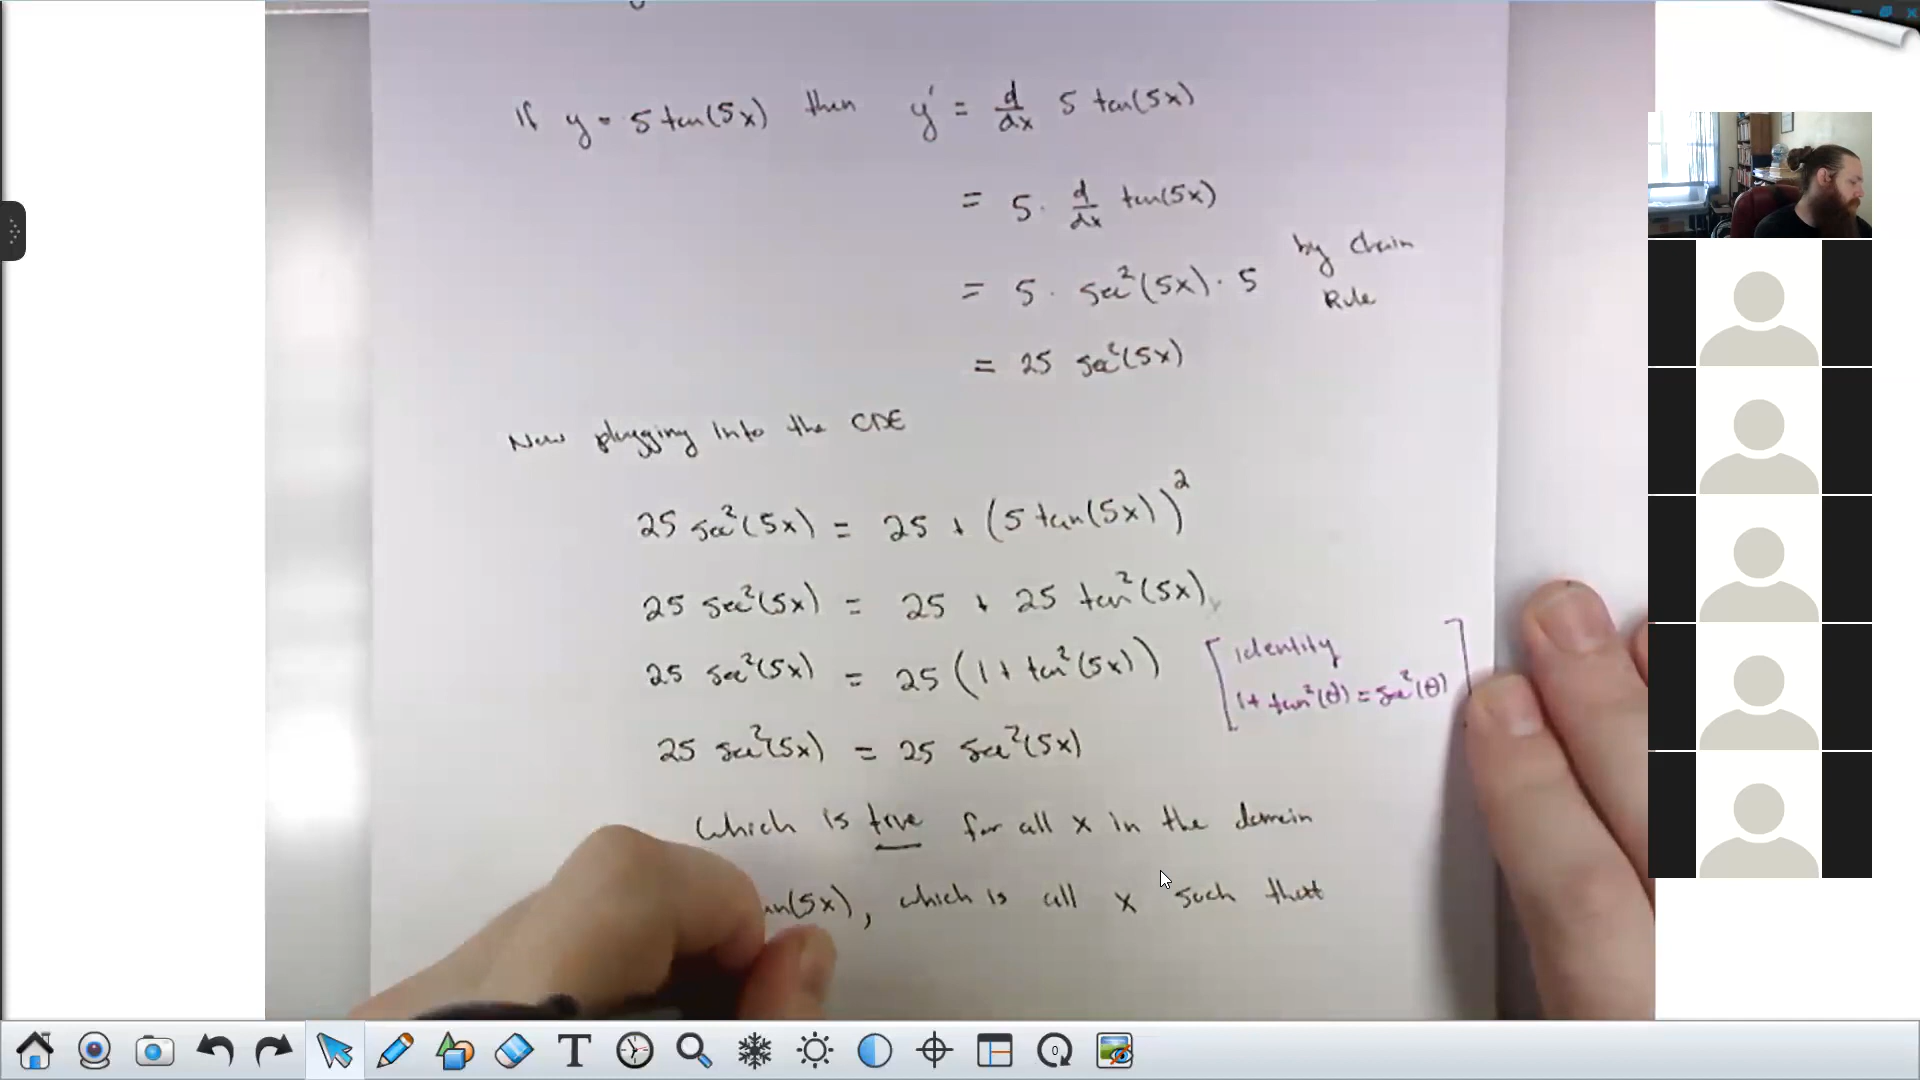 If y = 5 tan(5x) then y' = d/dx 5 tan(5x)
= 5 · d/dx tan(5x)
= 5 · sec²(5x) · 5 by Chain Rule
= 25 sec²(5x)
Now plugging into the ODE
25 sec²(5x) = 25 + (5 tan(5x))²
25 sec²(5x) = 25 + 25 tan²(5x)
25 sec²(5x) = 25 (1 + tan²(5x))
[identity
1 + tan²(θ) = sec²(θ)]
25 sec²(5x) = 25 sec²(5x)
Which is true for all x in the domain
an(5x), which is all x such that
T
0